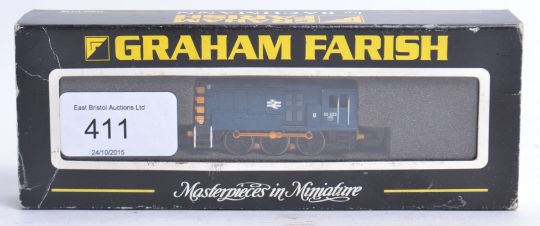 GRAHAM FARISH
East Bristol Auctions Ltd
411
24/10/2015
Masterpieces in Miniature